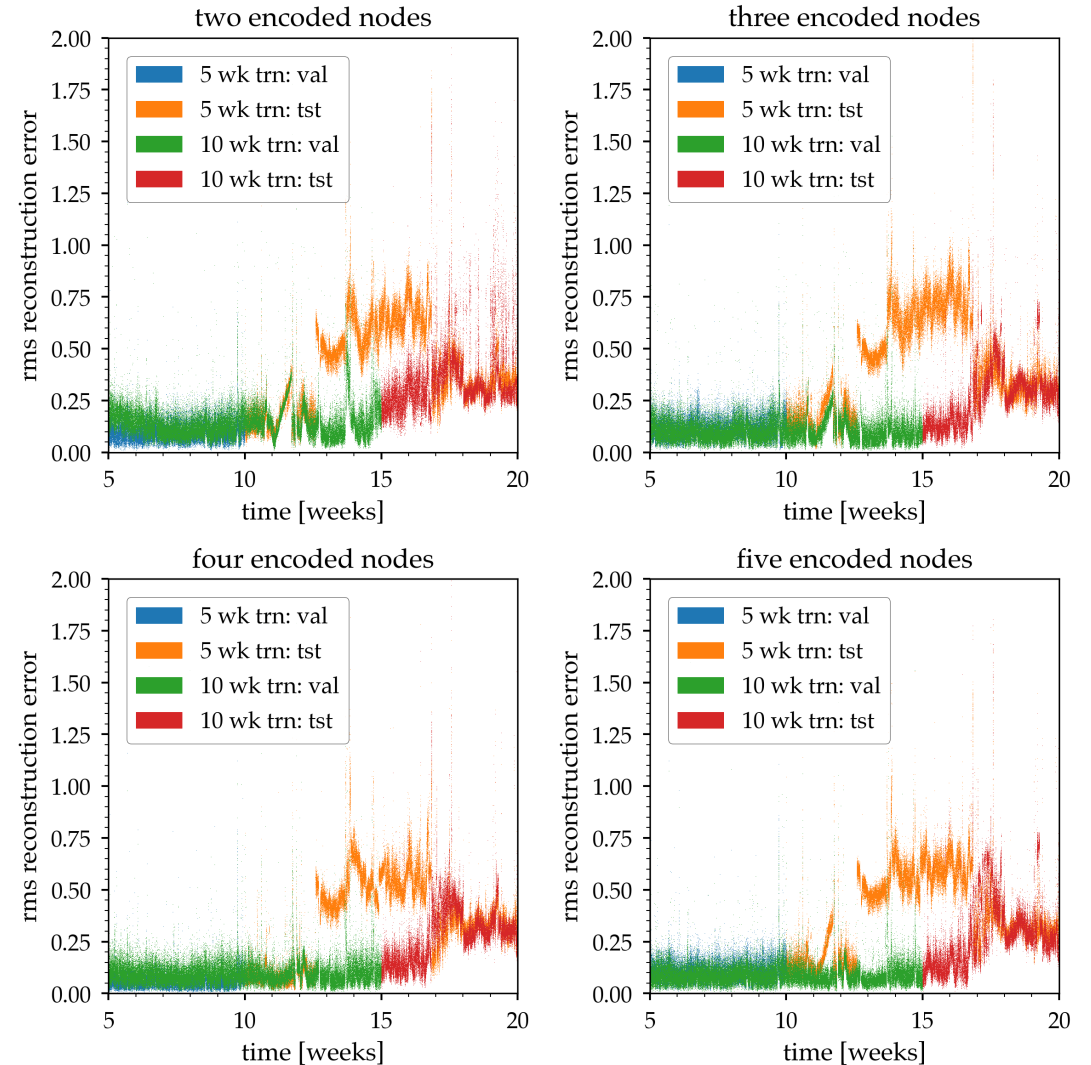 two encoded nodes
rms reconstruction error
2.00
1.75
1.50
1.25
1.00
0.75
0.50
0.25
0.00
5 wk trn: val
5 wk trn: tst
10 wk trn: val
10 wk trn: tst
5 10 15 20
time [weeks]
three encoded nodes
rms reconstruction error
2.00
1.75
1.50
1.25
1.00
0.75
0.50
0.25
0.00
5 wk trn: val
5 wk trn: tst
10 wk trn: val
10 wk trn: tst
5 10 15 20
time [weeks]
four encoded nodes
rms reconstruction error
2.00
1.75
1.50
1.25
1.00
0.75
0.50
0.25
0.00
5 wk trn: val
5 wk trn: tst
10 wk trn: val
10 wk trn: tst
5 10 15 20
time [weeks]
five encoded nodes
rms reconstruction error
2.00
1.75
1.50
1.25
1.00
0.75
0.50
0.25
0.00
5 wk trn: val
5 wk trn: tst
10 wk trn: val
10 wk trn: tst
5 10 15 20
time [weeks]